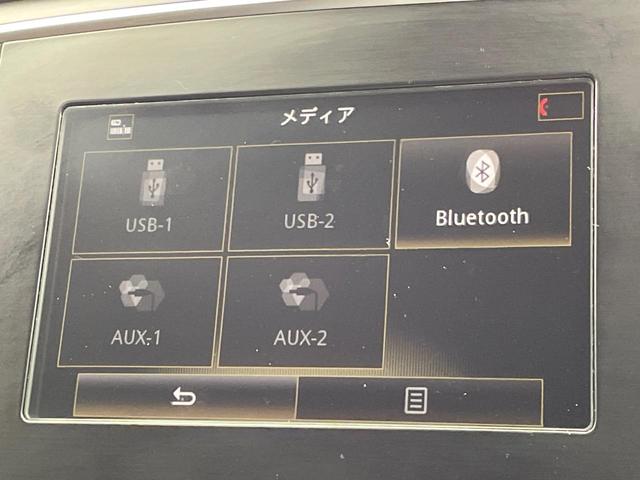 メディア
USB-1
USB-2
Bluetooth
AUX-1
AUX-2